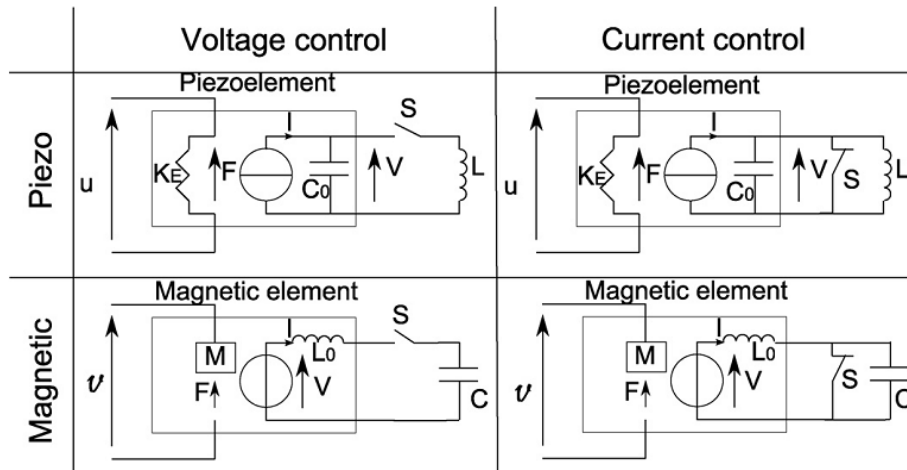 Voltage control
Current control
Piezo
Piezoelement
u
KE
F
I
C0
V
S
L
Piezoelement
u
KE
F
I
C0
V
S
L
Magnetic
Magnetic element
v
M
F
I
L0
V
S
C
Magnetic element
v
M
F
I
L0
V
S
C